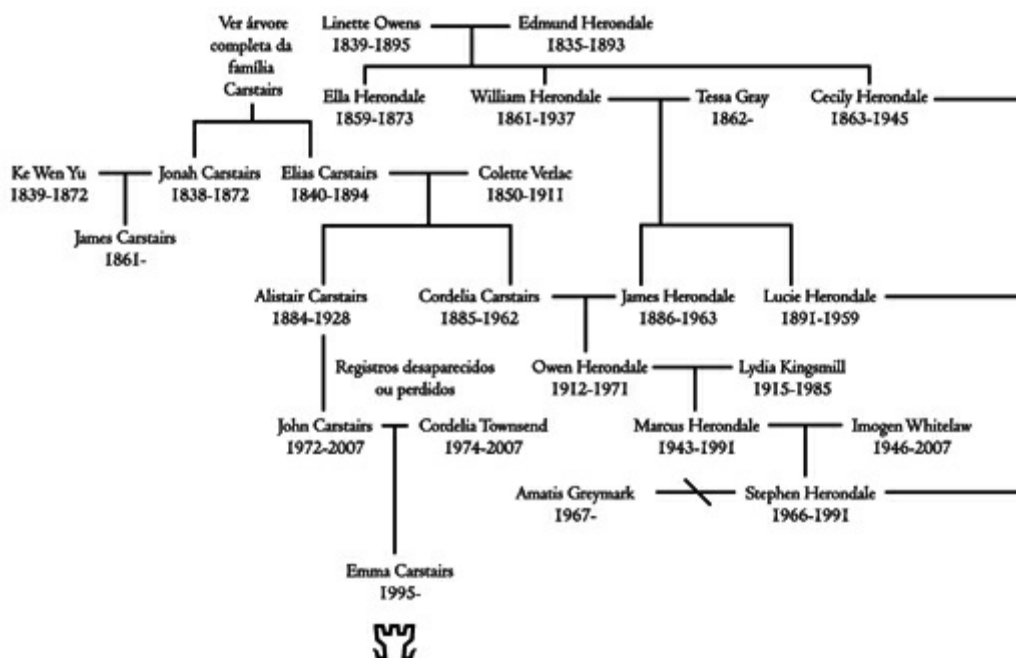 Ver árvore
completa da
família
Carstairs
Linette Owens
1839-1895
Edmund Herondale
1835-1893
Ella Herondale
1859-1873
William Herondale
1861-1937
Tessa Gray
1862-
Cecily Herondale
1863-1945
Ke Wen Yu
1839-1872
Jonah Carstairs
1838-1872
Elias Carstairs
1840-1894
Colette Verlac
1850-1911
James Carstairs
1861-
Alistair Carstairs
1884-1928
Cordelia Carstairs
1885-1962
James Herondale
1886-1963
Lucie Herondale
1891-1959
Registros desaparecidos
ou perdidos
Owen Herondale
1912-1971
Lydia Kingsmill
1915-1985
John Carstairs
1972-2007
Cordelia Townsend
1974-2007
Marcus Herondale
1943-1991
Imogen Whitelaw
1946-2007
Amatis Greymark
1967-
Stephen Herondale
1966-1991
Emma Carstairs
1995-